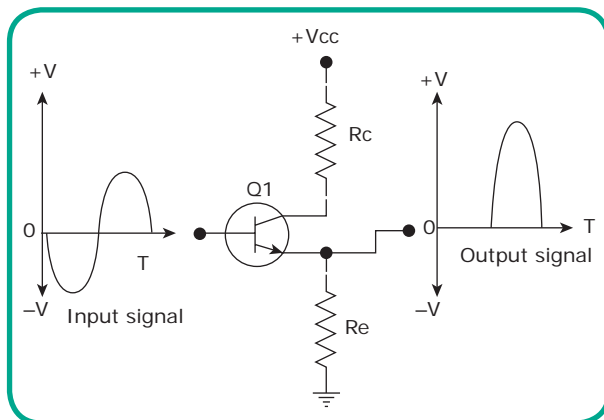 +Vcc
+V
Rc
Q1
0
T
–V
Input signal
Re
+V
0
T
Output signal
–V